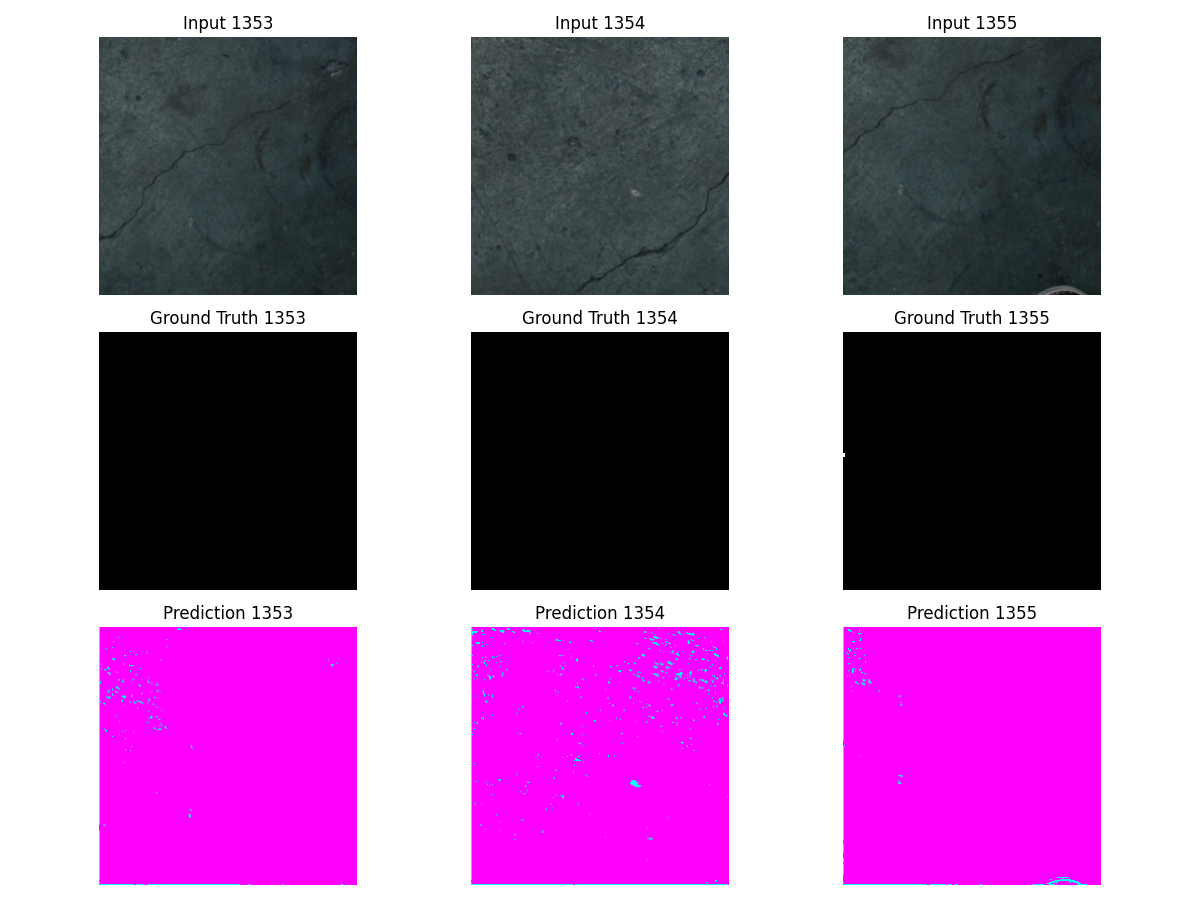 Input 1353
Input 1354
Input 1355
Ground Truth 1353
Ground Truth 1354
Ground Truth 1355
Prediction 1353
Prediction 1354
Prediction 1355